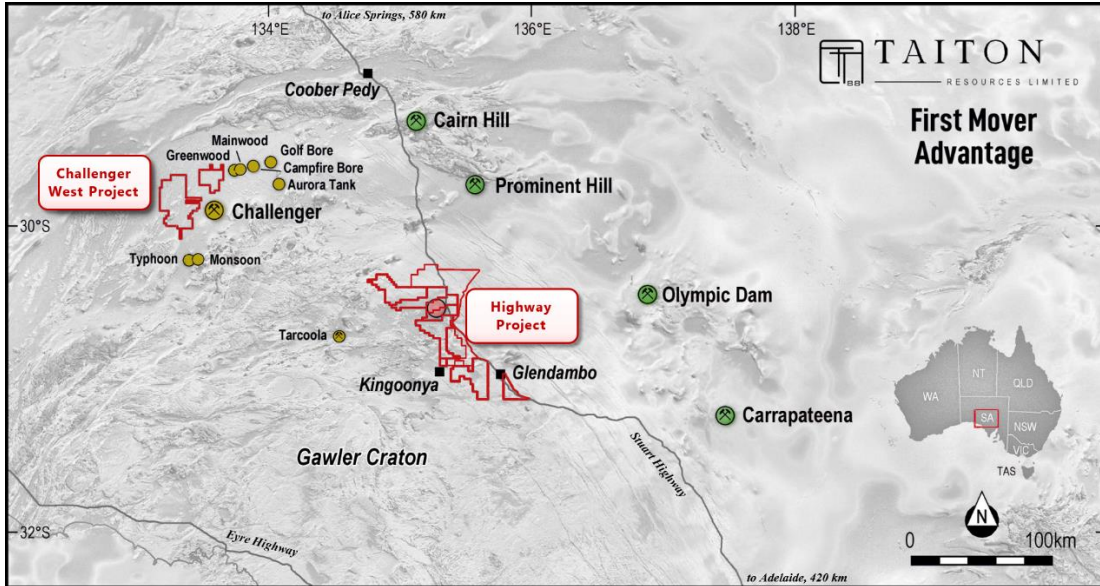 to Alice Springs, 580 km
134°E
136°E
138°E
TAITON
RESOURCES LIMITED
88
First Mover
Advantage
Coober Pedy
Cairn Hill
Mainwood
Golf Bore
Greenwood
Campfire Bore
Aurora Tank
Challenger
West Project
Prominent Hill
Challenger
30°S
Typhoon
Monsoon
Olympic Dam
Highway
Project
Tarcoola
Kingoonya
Glendambo
Carrapateena
NT
QLD
WA
SA
NSW
VIC
TAS
Gawler Craton
Stuart Highway
N
32°S
Eyre Highway
0
100km
to Adelaide, 420 km